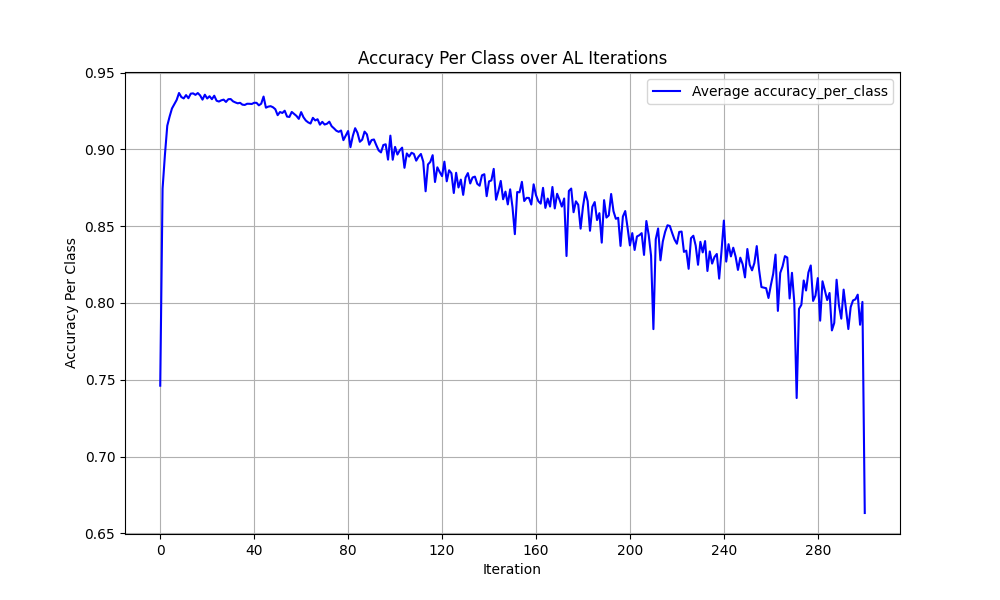 Accuracy Per Class over AL Iterations
Average accuracy_per_class
Accuracy Per Class
0.95
0.90
0.85
0.80
0.75
0.70
0.65
0 40 80 120 160 200 240 280
Iteration